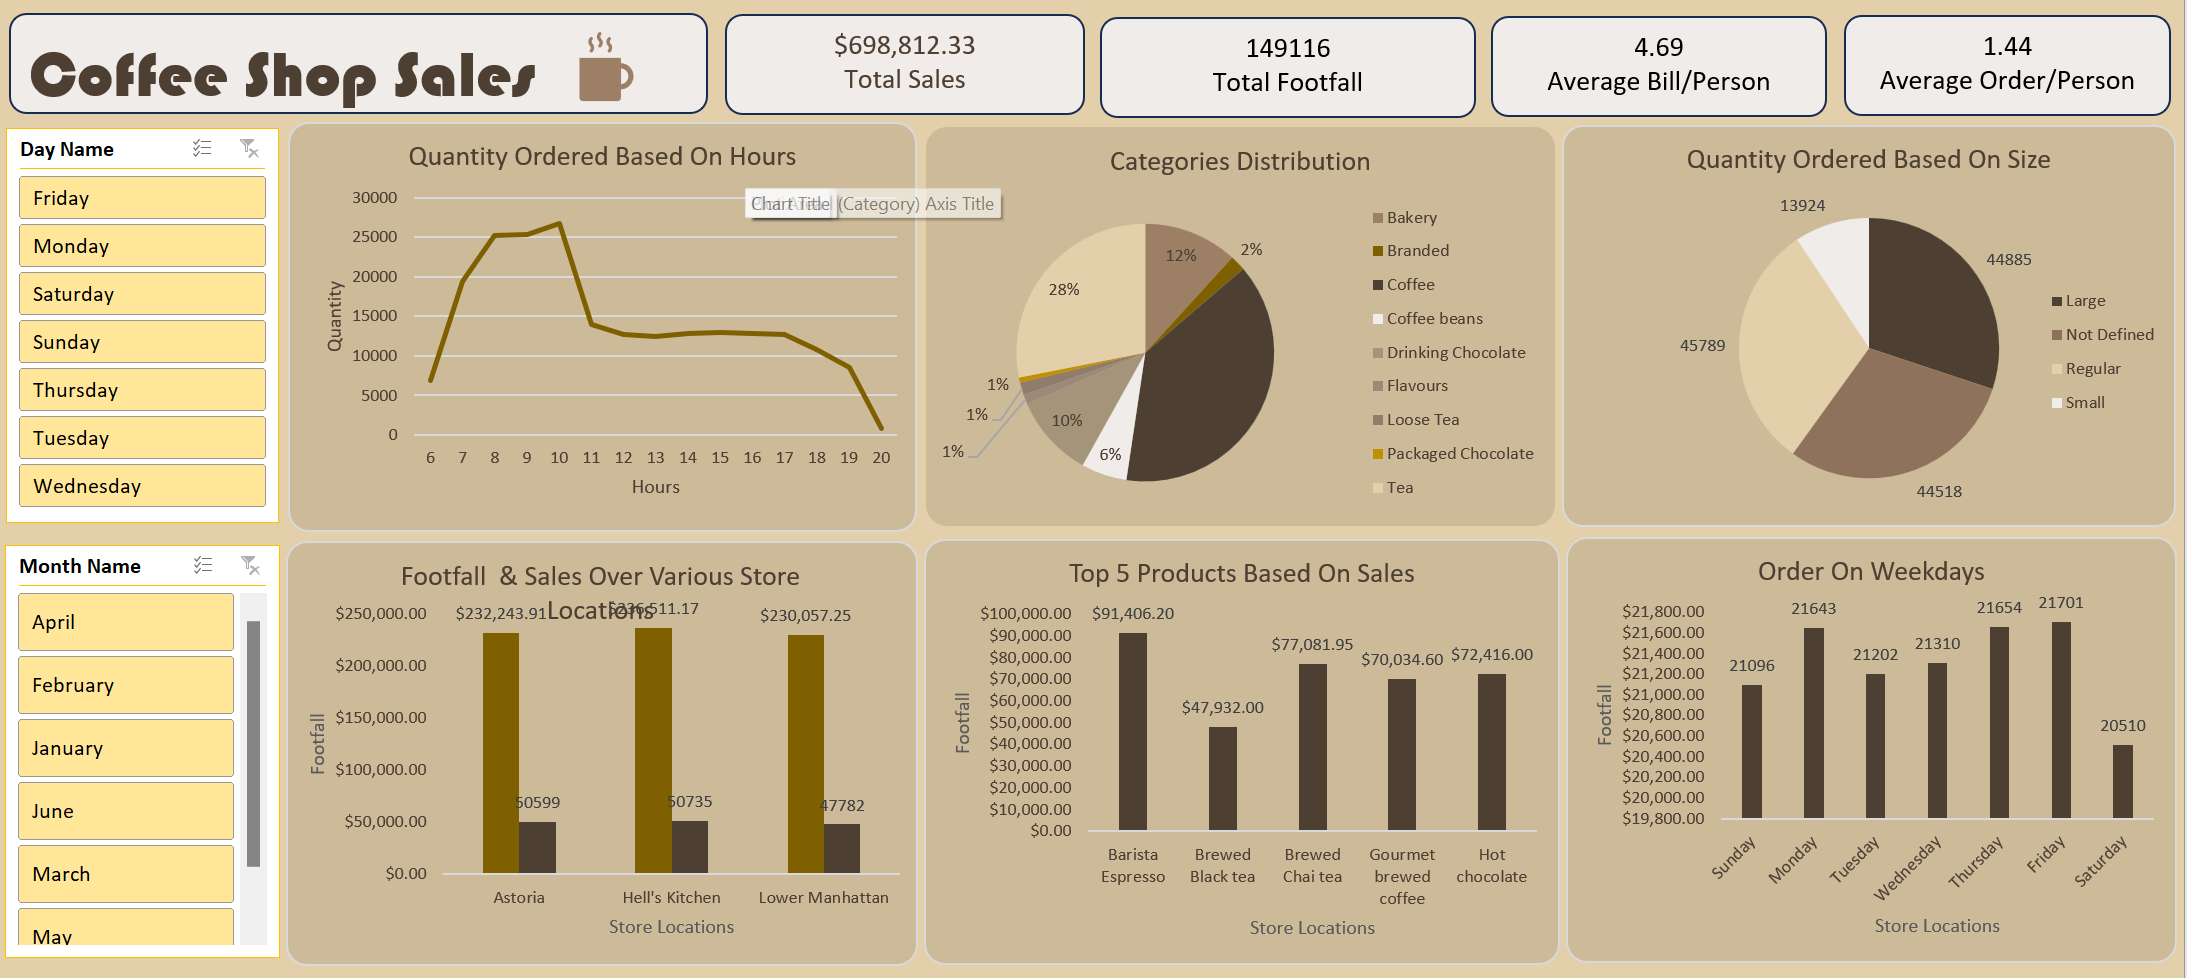 Coffee Shop Sales
$698,812.33
Total Sales
149116
Total Footfall
4.69
Average Bill/Person
1.44
Average Order/Person
Day Name
Friday
Monday
Saturday
Sunday
Thursday
Tuesday
Wednesday
Month Name
April
February
January
June
March
May
Quantity Ordered Based On Hours
Chart Title
(Category) Axis Title
30000
25000
20000
15000
10000
5000
0
Quantity
6 7 8 9 10 11 12 13 14 15 16 17 18 19 20
Hours
Categories Distribution
12%
2%
28%
1%
1%
1%
10%
6%
Bakery
Branded
Coffee
Coffee beans
Drinking Chocolate
Flavours
Loose Tea
Packaged Chocolate
Tea
Quantity Ordered Based On Size
13924
44885
45789
44518
Large
Not Defined
Regular
Small
Footfall & Sales Over Various Store
Locations
$250,000.00
$200,000.00
$150,000.00
$100,000.00
$50,000.00
$0.00
Footfall
$232,243.91
$236,511.17
$230,057.25
50599
50735
47782
Astoria
Hell's Kitchen
Lower Manhattan
Store Locations
Top 5 Products Based On Sales
$100,000.00
$90,000.00
$80,000.00
$70,000.00
$60,000.00
$50,000.00
$40,000.00
$30,000.00
$20,000.00
$10,000.00
$0.00
Footfall
$91,406.20
$47,932.00
$77,081.95
$70,034.60
$72,416.00
Barista
Espresso
Brewed
Black tea
Brewed
Chai tea
Gourmet
brewed
coffee
Hot
chocolate
Store Locations
Order On Weekdays
$21,800.00
$21,600.00
$21,400.00
$21,200.00
$21,000.00
$20,800.00
$20,600.00
$20,400.00
$20,200.00
$20,000.00
$19,800.00
Footfall
21096
21643
21202
21310
21654
21701
20510
Sunday
Monday
Tuesday
Wednesday
Thursday
Friday
Saturday
Store Locations